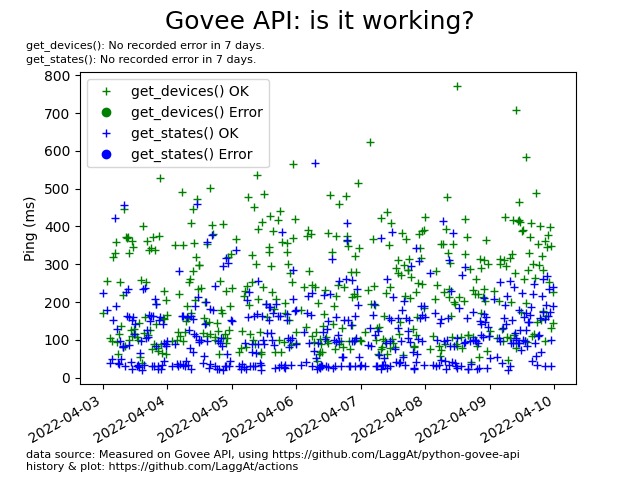 Govee API: is it working?
get_devices(): No recorded error in 7 days.
get_states(): No recorded error in 7 days.
800
700
600
500
400
300
200
100
0
Ping (ms)
get_devices() OK
get_devices() Error
get_states() OK
get_states() Error
2022-04-03
2022-04-04
2022-04-05
2022-04-06
2022-04-07
2022-04-08
2022-04-09
2022-04-10
data source: Measured on Govee API, using https://github.com/LaggAt/python-govee-api
history & plot: https://github.com/LaggAt/actions